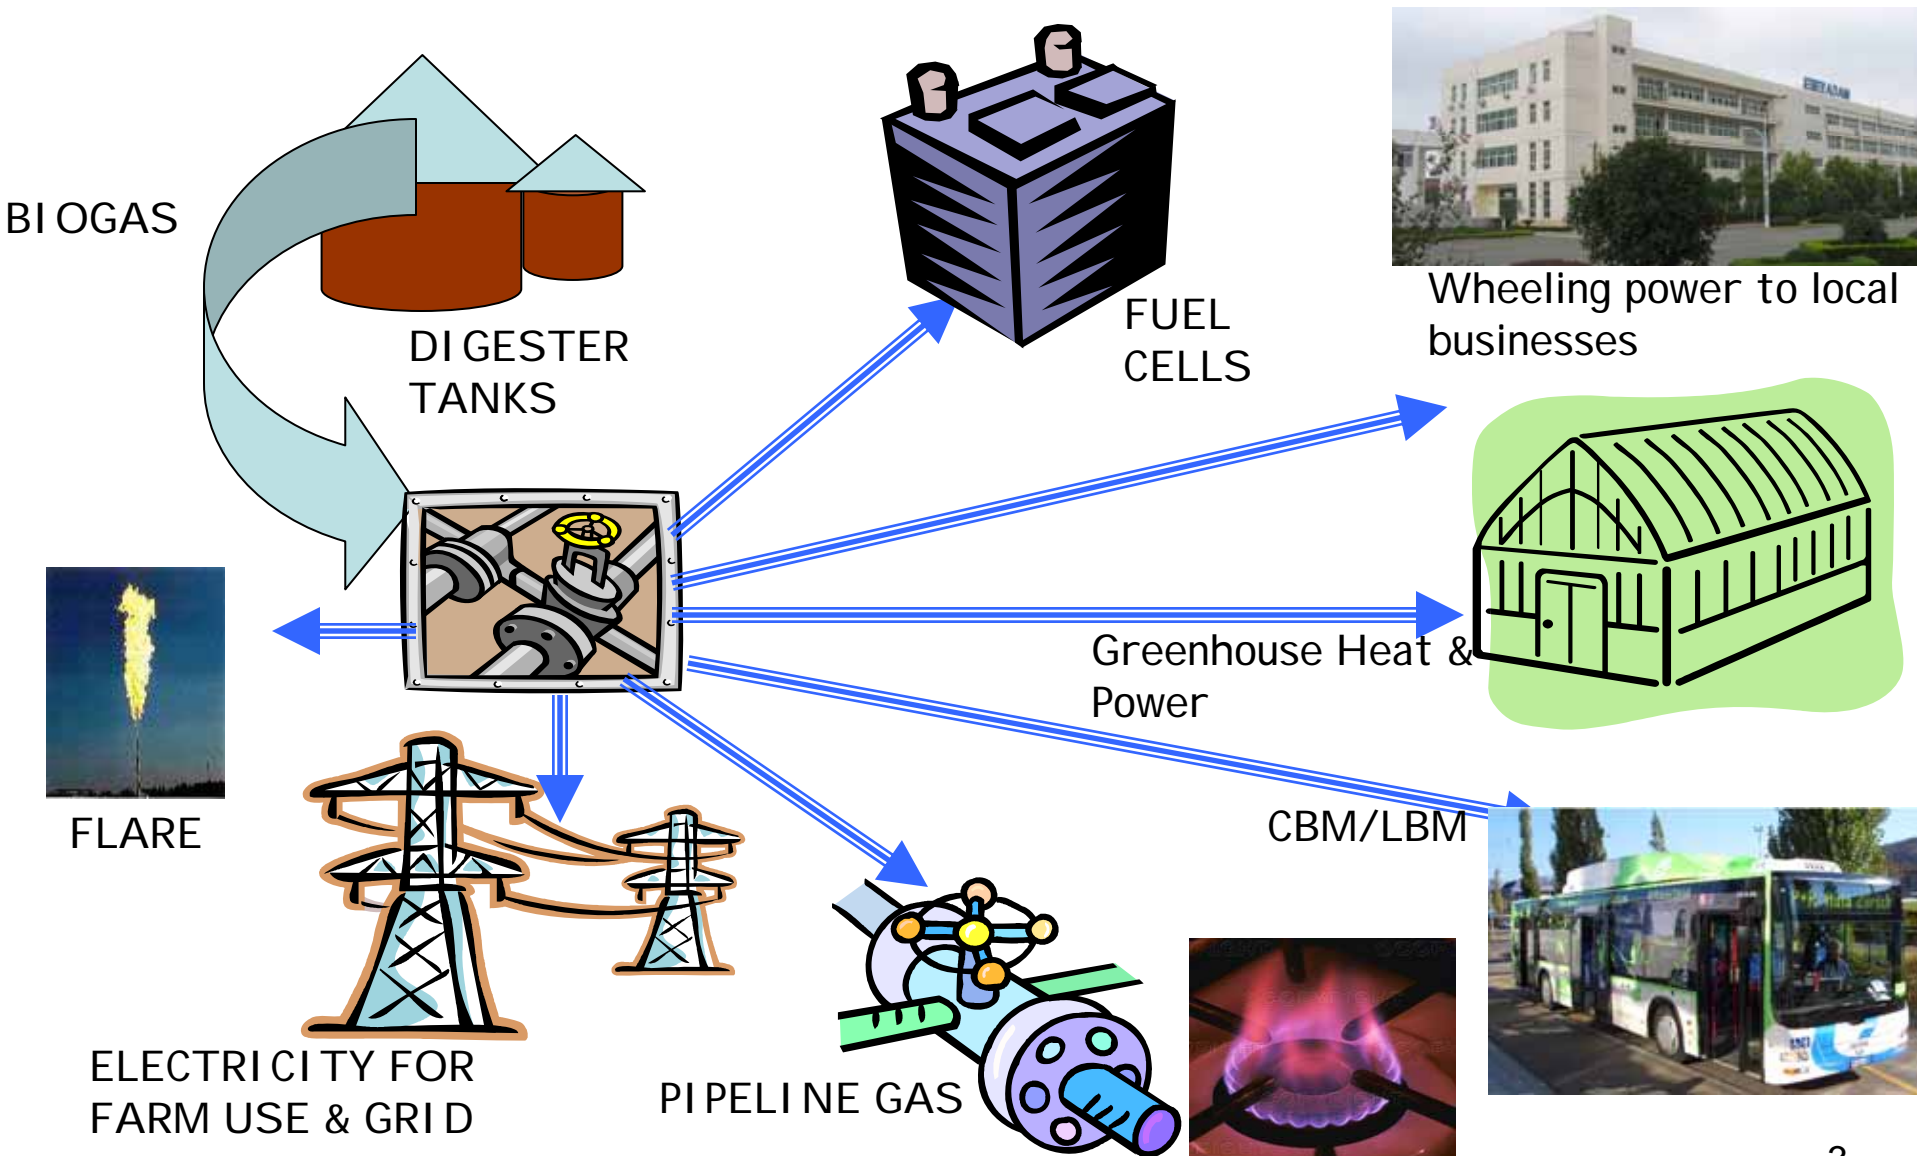 BIOGAS
DIGESTER
TANKS
FUEL
CELLS
Wheeling power to local
businesses
Greenhouse Heat &
Power
CBM/LBM
FLARE
ELECTRICITY FOR
FARM USE & GRID
PIPELINE GAS